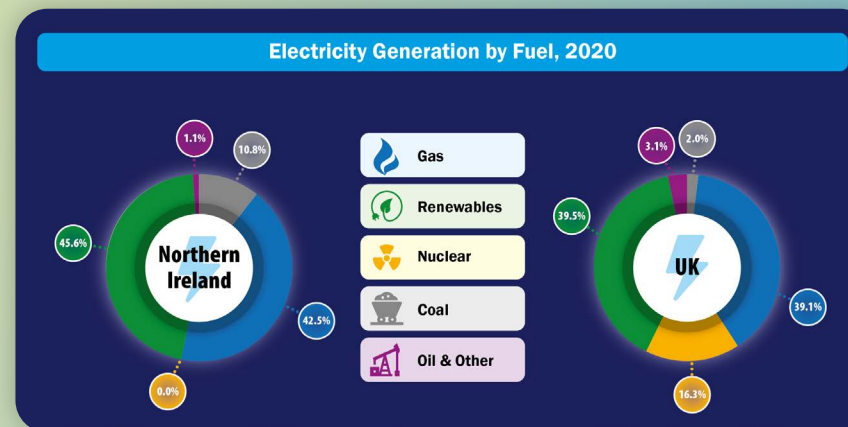 Electricity Generation by Fuel, 2020
1.1%
10.8%
45.6%
Northern
Ireland
42.5%
0.0%
Gas
Renewables
Nuclear
Coal
Oil & Other
3.1%
2.0%
39.5%
UK
39.1%
16.3%